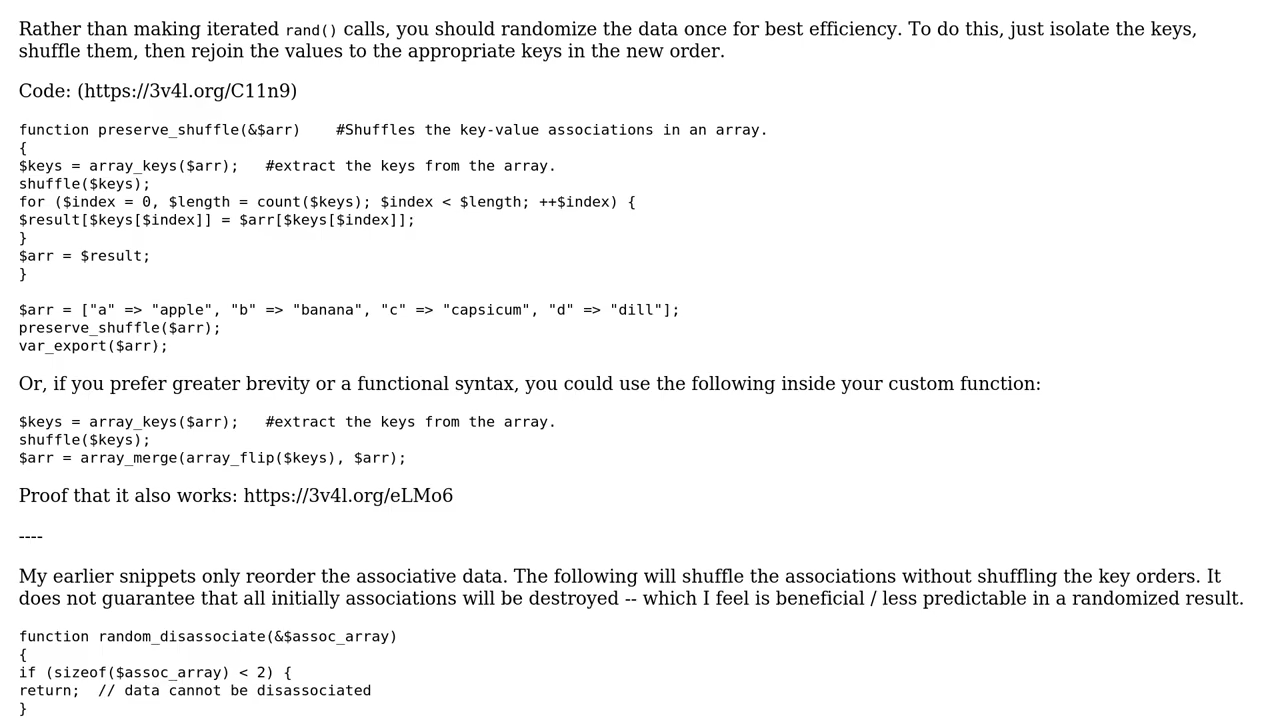 Rather than making iterated rand() calls, you should randomize the data once for best efficiency. To do this, just isolate the keys,
shuffle them, then rejoin the values to the appropriate keys in the new order.
Code: (https://3v4l.org/C11n9)
function preserve_shuffle(&$arr)    #Shuffles the key-value associations in an array.
{
$keys = array_keys($arr);   #extract the keys from the array.
shuffle($keys);
for ($index = 0, $length = count($keys); $index < $length; ++$index) {
$result[$keys[$index]] = $arr[$keys[$index]];
}
$arr = $result;
}
$arr = ["a" => "apple", "b" => "banana", "c" => "capsicum", "d" => "dill"];
preserve_shuffle($arr);
var_export($arr);
Or, if you prefer greater brevity or a functional syntax, you could use the following inside your custom function:
$keys = array_keys($arr);   #extract the keys from the array.
shuffle($keys);
$arr = array_merge(array_flip($keys), $arr);
Proof that it also works: https://3v4l.org/eLMo6
----
My earlier snippets only reorder the associative data. The following will shuffle the associations without shuffling the key orders. It
does not guarantee that all initially associations will be destroyed -- which I feel is beneficial / less predictable in a randomized result.
function random_disassociate(&$assoc_array)
{
if (sizeof($assoc_array) < 2) {
return;  // data cannot be disassociated
}